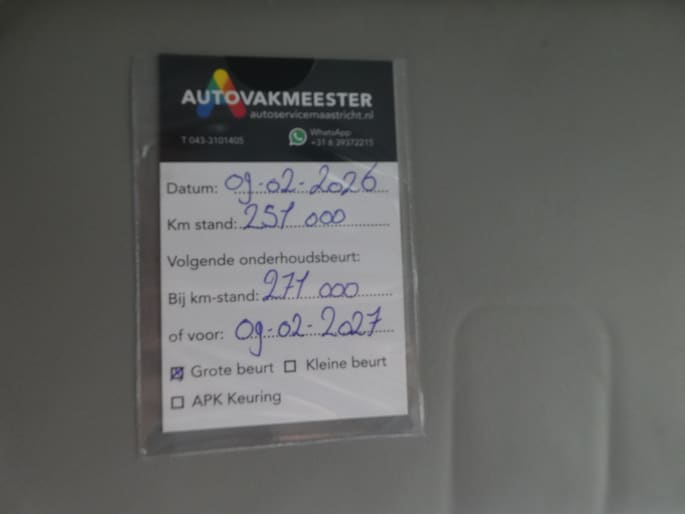 AUTOVAKMEESTER
autoservicemaastricht.nl
T 043-3101405
WhatsApp
+31 6 39372215
Datum: 09-02-2026
Km stand: 251 000
Volgende onderhoudsbeurt:
Bij km-stand: 271 000
of voor: 09-02-2027
☒ Grote beurt ☐ Kleine beurt
☐ APK Keuring